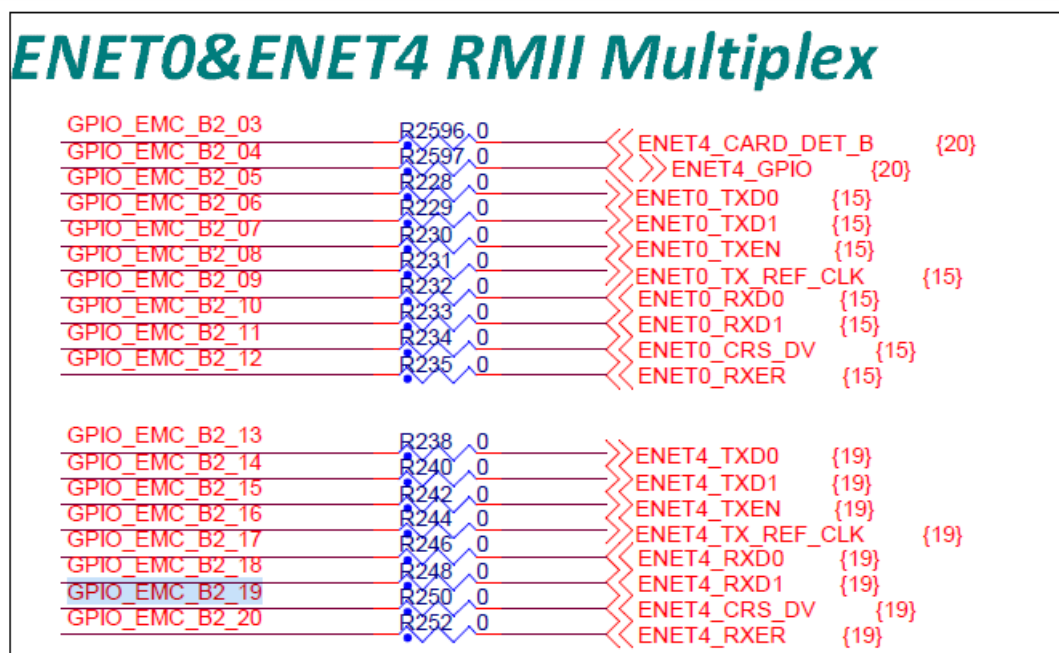 ENET0&ENET4 RMII Multiplex
GPIO_EMC_B2_03 R2596 0 ENET4_CARD_DET_B {20}
GPIO_EMC_B2_04 R2597 0 ENET4_GPIO {20}
GPIO_EMC_B2_05 R228 0 ENET0_TXD0 {15}
GPIO_EMC_B2_06 R229 0 ENET0_TXD1 {15}
GPIO_EMC_B2_07 R230 0 ENET0_TXEN {15}
GPIO_EMC_B2_08 R231 0 ENET0_TX_REF_CLK {15}
GPIO_EMC_B2_09 R232 0 ENET0_RXD0 {15}
GPIO_EMC_B2_10 R233 0 ENET0_RXD1 {15}
GPIO_EMC_B2_11 R234 0 ENET0_CRS_DV {15}
GPIO_EMC_B2_12 R235 0 ENET0_RXER {15}
GPIO_EMC_B2_13 R238 0 ENET4_TXD0 {19}
GPIO_EMC_B2_14 R240 0 ENET4_TXD1 {19}
GPIO_EMC_B2_15 R242 0 ENET4_TXEN {19}
GPIO_EMC_B2_16 R244 0 ENET4_TX_REF_CLK {19}
GPIO_EMC_B2_17 R246 0 ENET4_RXD0 {19}
GPIO_EMC_B2_18 R248 0 ENET4_RXD1 {19}
GPIO_EMC_B2_19 R250 0 ENET4_CRS_DV {19}
GPIO_EMC_B2_20 R252 0 ENET4_RXER {19}